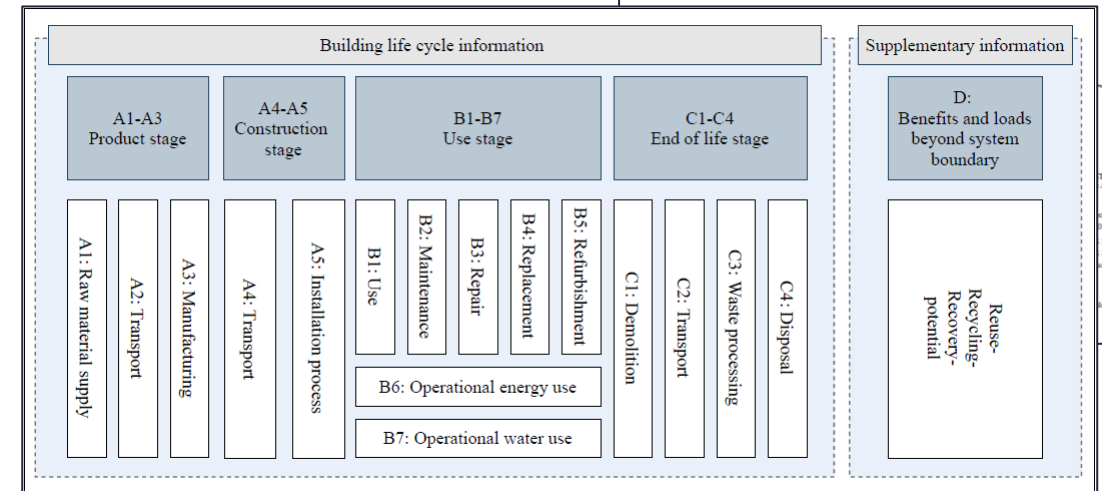 Building life cycle information
Supplementary information
A1-A3
Product stage
A4-A5
Construction
stage
B1-B7
Use stage
C1-C4
End of life stage
D:
Benefits and loads
beyond system
boundary
A1: Raw material supply
A2: Transport
A3: Manufacturing
A4: Transport
A5: Installation process
B1: Use
B2: Maintenance
B3: Repair
B4: Replacement
B5: Refurbishment
B6: Operational energy use
B7: Operational water use
C1: Demolition
C2: Transport
C3: Waste processing
C4: Disposal
Reuse-
Recycling-
Recovery-
potential